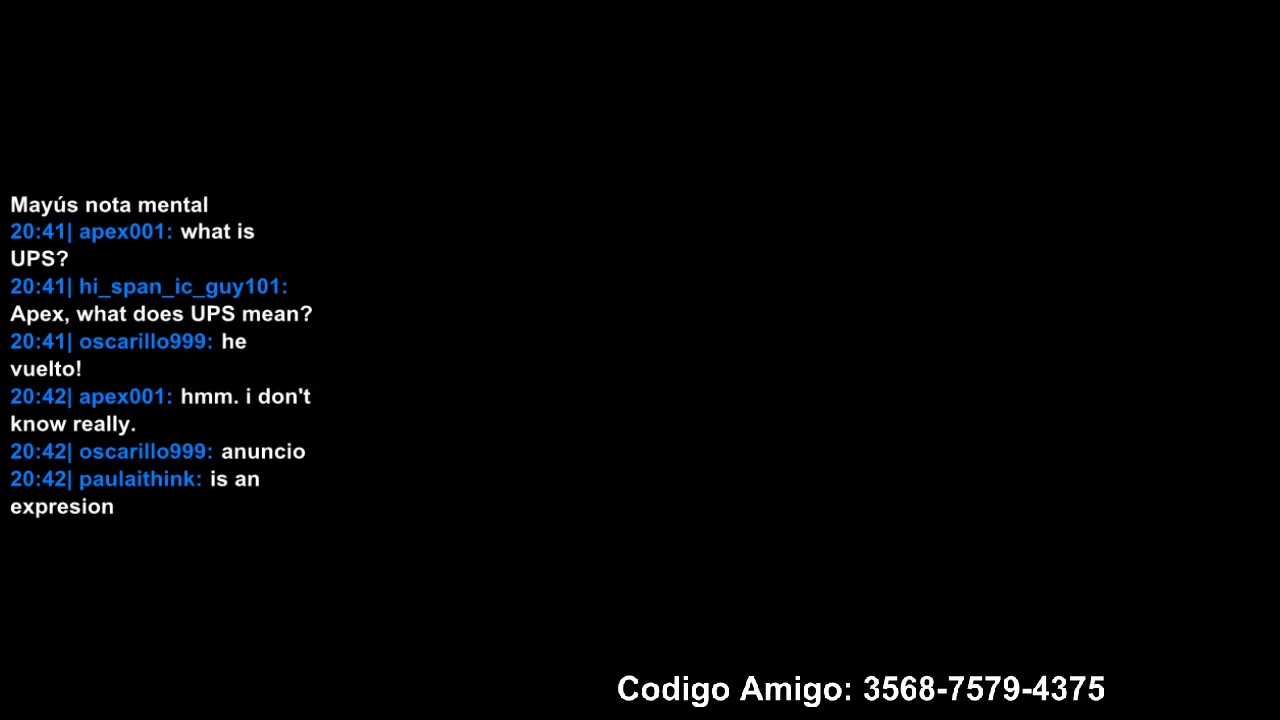 Mayús nota mental
20:41| apex001: what is
UPS?
20:41| hi_span_ic_guy101:
Apex, what does UPS mean?
20:41| oscarillo999: he
vuelto!
20:42| apex001: hmm. i don't
know really.
20:42| oscarillo999: anuncio
20:42| paulaithink: is an
expresion
Codigo Amigo: 3568-7579-4375